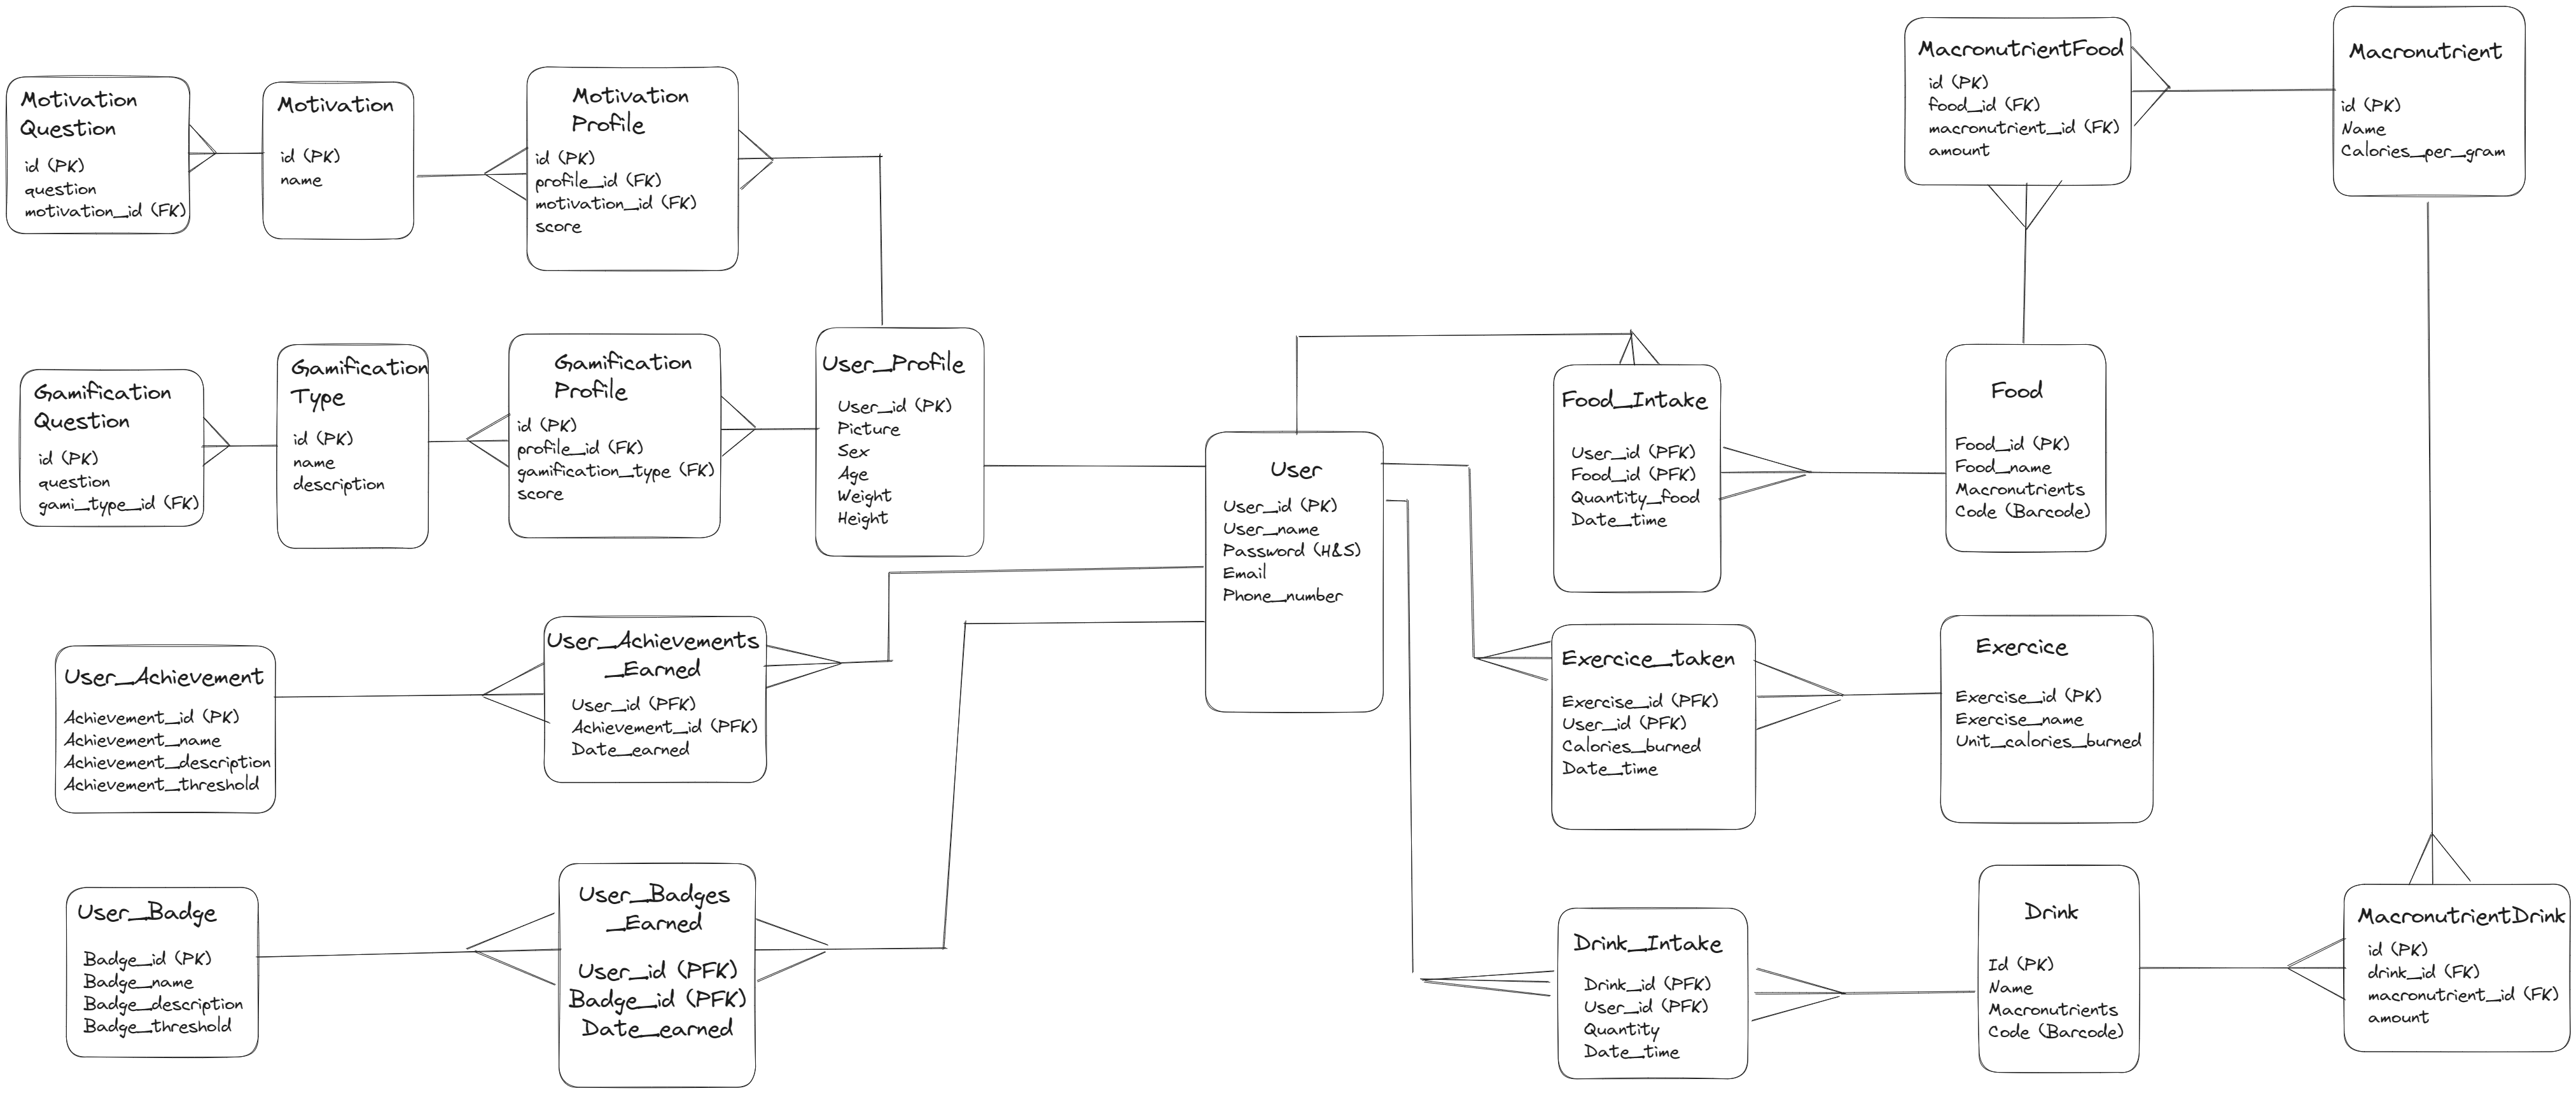 Motivation
Question
id (PK)
question
motivation_id (FK)
Motivation
id (PK)
name
Motivation
Profile
id (PK)
profile_id (FK)
motivation_id (FK)
score
MacronutrientFood
id (PK)
food_id (FK)
macronutrient_id (FK)
amount
Macronutrient
id (PK)
Name
Calories_per_gram
Gamification
Question
id (PK)
question
gami_type_id (FK)
Gamification
Type
id (PK)
name
description
Gamification
Profile
id (PK)
profile_id (FK)
gamification_type (FK)
score
User_Profile
User_id (PK)
Picture
Sex
Age
Weight
Height
User
User_id (PK)
User_name
Password (H&S)
Email
Phone_number
Food_Intake
User_id (PFK)
Food_id (PFK)
Quantity_food
Date_time
Food
Food_id (PK)
Food_name
Macronutrients
Code (Barcode)
User_Achievement
Achievement_id (PK)
Achievement_name
Achievement_description
Achievement_threshold
User_Achievements
_Earned
User_id (PFK)
Achievement_id (PFK)
Date_earned
Exercice_taken
Exercise_id (PFK)
User_id (PFK)
Calories_burned
Date_time
Exercice
Exercise_id (PK)
Exercise_name
Unit_calories_burned
User_Badge
Badge_id (PK)
Badge_name
Badge_description
Badge_threshold
User_Badges
_Earned
User_id (PFK)
Badge_id (PFK)
Date_earned
Drink_Intake
Drink_id (PFK)
User_id (PFK)
Quantity
Date_time
Drink
Id (PK)
Name
Macronutrients
Code (Barcode)
MacronutrientDrink
id (PK)
drink_id (FK)
macronutrient_id (FK)
amount